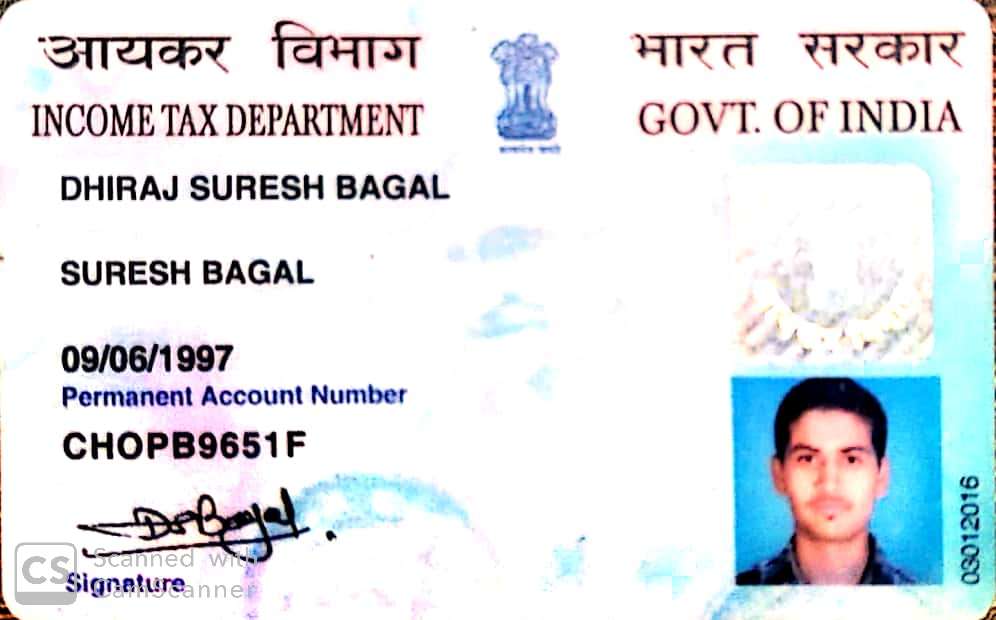 आयकर विभाग
भारत सरकार
INCOME TAX DEPARTMENT
GOVT. OF INDIA
DHIRAJ SURESH BAGAL
SURESH BAGAL
09/06/1997
Permanent Account Number
CHOPB9651F
Signature
03012016
CS Scanned with
CamScanner